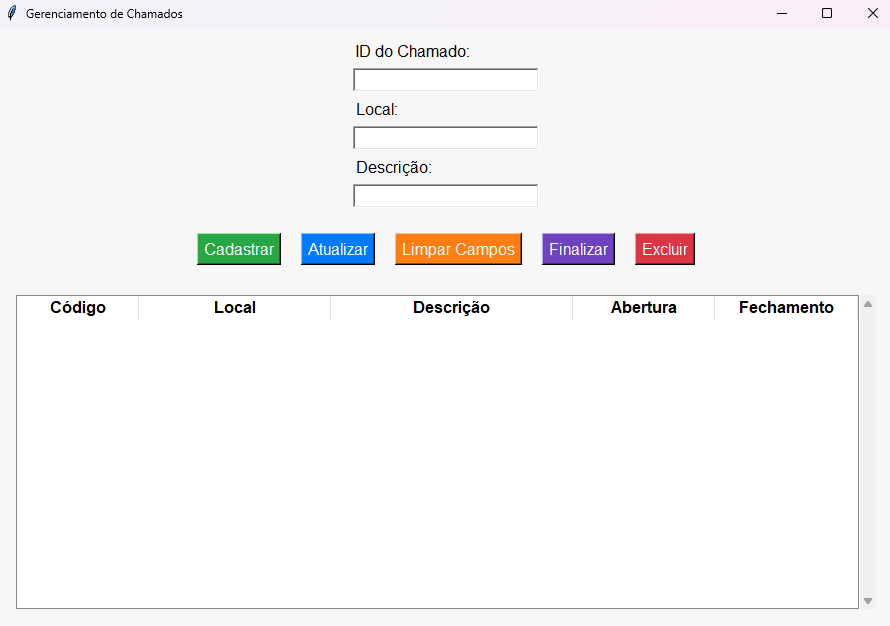 Gerenciamento de Chamados
ID do Chamado:
Local:
Descrição:
Cadastrar Atualizar Limpar Campos Finalizar Excluir
Código Local Descrição Abertura Fechamento